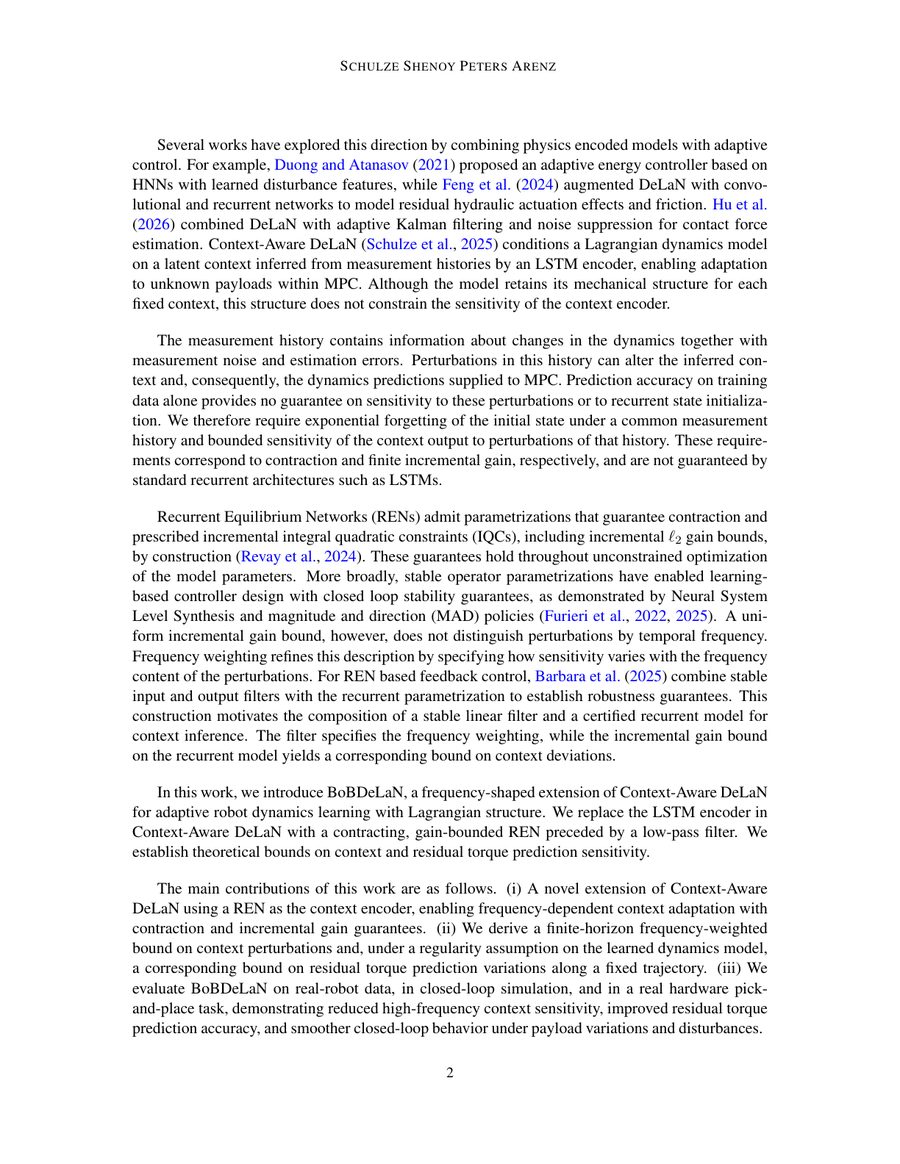 SCHULZE SHENOY PETERS ARENZ
Several works have explored this direction by combining physics encoded models with adaptive
control. For example, Duong and Atanasov (2021) proposed an adaptive energy controller based on
HNNs with learned disturbance features, while Feng et al. (2024) augmented DeLaN with convo-
lutional and recurrent networks to model residual hydraulic actuation effects and friction. Hu et al.
(2026) combined DeLaN with adaptive Kalman filtering and noise suppression for contact force
estimation. Context-Aware DeLaN (Schulze et al., 2025) conditions a Lagrangian dynamics model
on a latent context inferred from measurement histories by an LSTM encoder, enabling adaptation
to unknown payloads within MPC. Although the model retains its mechanical structure for each
fixed context, this structure does not constrain the sensitivity of the context encoder.
The measurement history contains information about changes in the dynamics together with
measurement noise and estimation errors. Perturbations in this history can alter the inferred con-
text and, consequently, the dynamics predictions supplied to MPC. Prediction accuracy on training
data alone provides no guarantee on sensitivity to these perturbations or to recurrent state initializa-
tion. We therefore require exponential forgetting of the initial state under a common measurement
history and bounded sensitivity of the context output to perturbations of that history. These require-
ments correspond to contraction and finite incremental gain, respectively, and are not guaranteed by
standard recurrent architectures such as LSTMs.
Recurrent Equilibrium Networks (RENs) admit parametrizations that guarantee contraction and
prescribed incremental integral quadratic constraints (IQCs), including incremental ℓ₂ gain bounds,
by construction (Revay et al., 2024). These guarantees hold throughout unconstrained optimization
of the model parameters. More broadly, stable operator parametrizations have enabled learning-
based controller design with closed loop stability guarantees, as demonstrated by Neural System
Level Synthesis and magnitude and direction (MAD) policies (Furieri et al., 2022, 2025). A uni-
form incremental gain bound, however, does not distinguish perturbations by temporal frequency.
Frequency weighting refines this description by specifying how sensitivity varies with the frequency
content of the perturbations. For REN based feedback control, Barbara et al. (2025) combine stable
input and output filters with the recurrent parametrization to establish robustness guarantees. This
construction motivates the composition of a stable linear filter and a certified recurrent model for
context inference. The filter specifies the frequency weighting, while the incremental gain bound
on the recurrent model yields a corresponding bound on context deviations.
In this work, we introduce BoBDeLaN, a frequency-shaped extension of Context-Aware DeLaN
for adaptive robot dynamics learning with Lagrangian structure. We replace the LSTM encoder in
Context-Aware DeLaN with a contracting, gain-bounded REN preceded by a low-pass filter. We
establish theoretical bounds on context and residual torque prediction sensitivity.
The main contributions of this work are as follows. (i) A novel extension of Context-Aware
DeLaN using a REN as the context encoder, enabling frequency-dependent context adaptation with
contraction and incremental gain guarantees. (ii) We derive a finite-horizon frequency-weighted
bound on context perturbations and, under a regularity assumption on the learned dynamics model,
a corresponding bound on residual torque prediction variations along a fixed trajectory. (iii) We
evaluate BoBDeLaN on real-robot data, in closed-loop simulation, and in a real hardware pick-
and-place task, demonstrating reduced high-frequency context sensitivity, improved residual torque
prediction accuracy, and smoother closed-loop behavior under payload variations and disturbances.
2